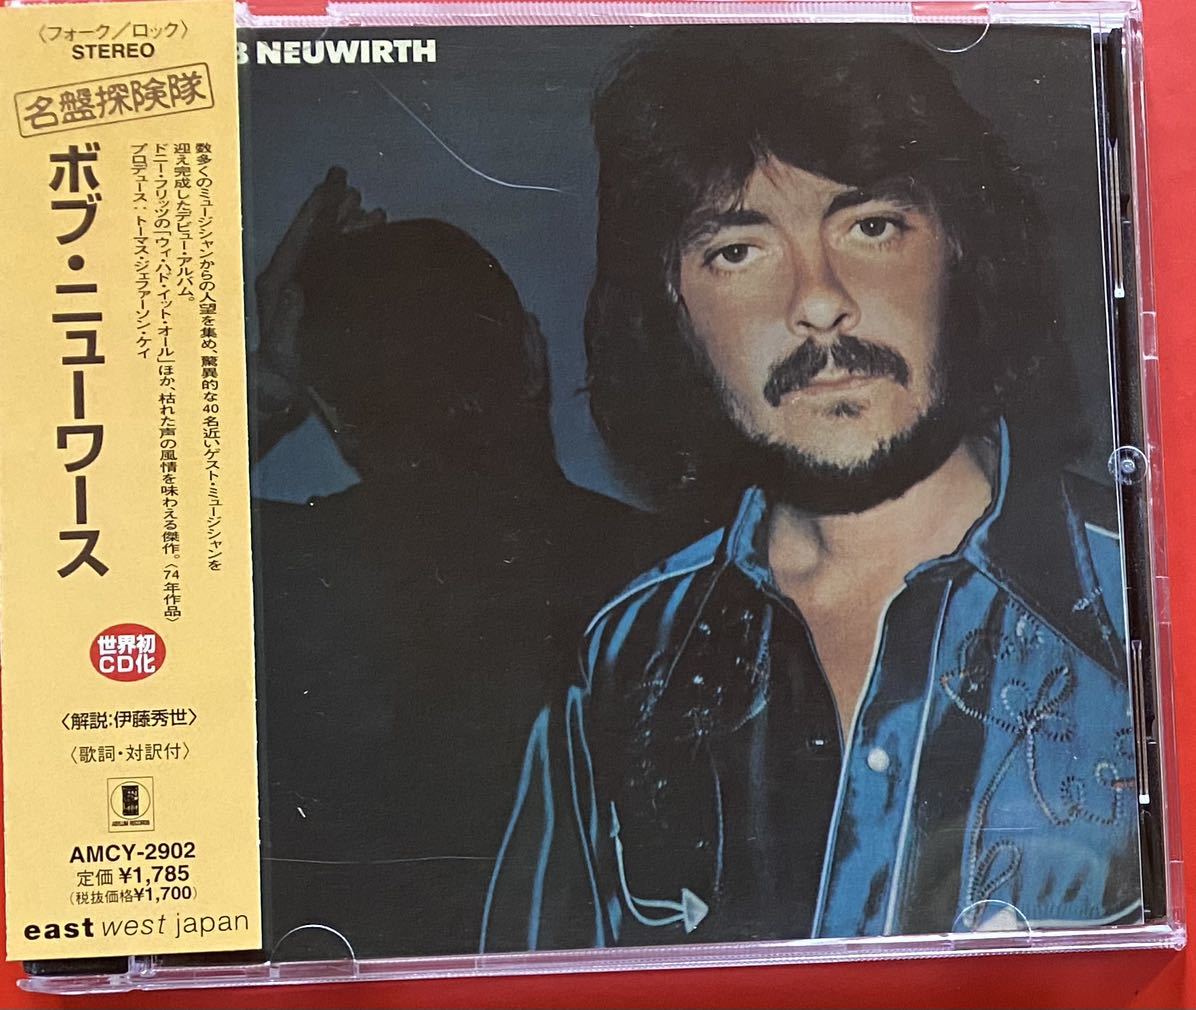 〈フォーク／ロック〉
STEREO
名盤探険隊
ボブ・ニューワース
数多くのミュージシャンからの人望を集め、驚異的な40名近いゲスト・ミュージシャンを
迎え完成したデビュー・アルバム。
ドニー・フリッツの「ウィ・ハド・イット・オール」ほか、枯れた声の風情を味わえる傑作。〈74年作品〉
プロデュース：トーマス・ジェファーソン・ケイ
世界初
CD化
〈解説:伊藤秀世〉
〈歌詞・対訳付〉
AMCY-2902
定価 ¥1,785
(税抜価格¥1,700)
east west japan
B NEUWIRTH